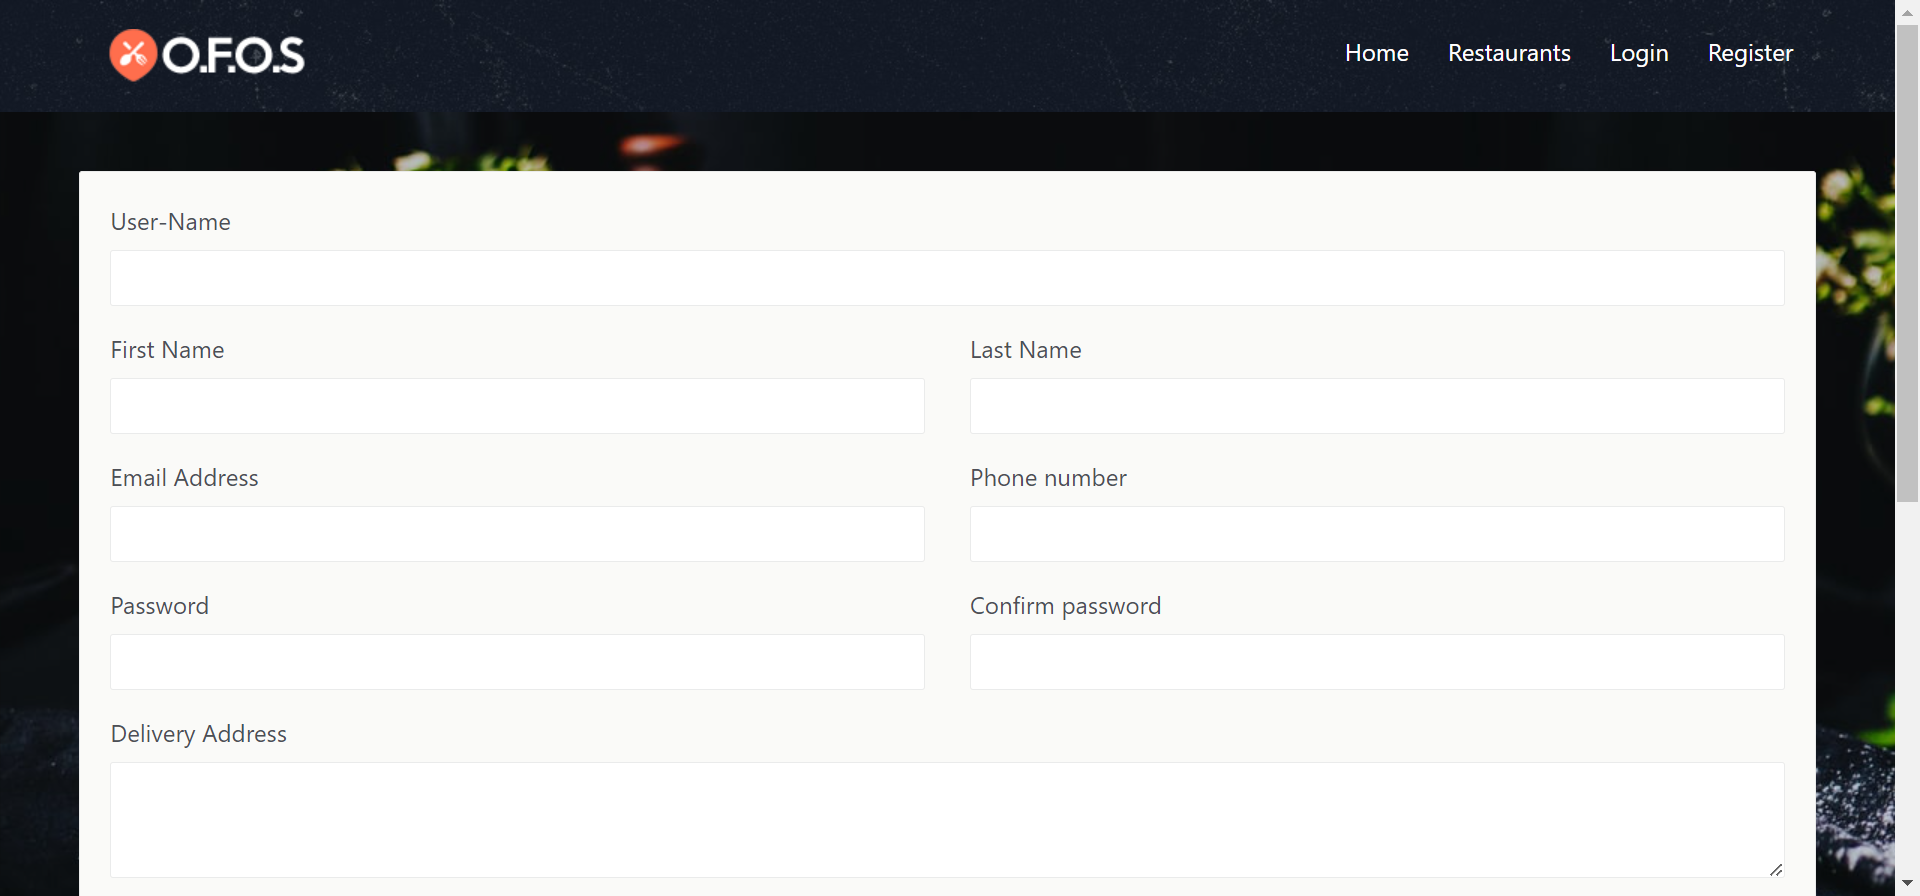 O.F.O.S
Home Restaurants Login Register
User-Name
First Name Last Name
Email Address Phone number
Password Confirm password
Delivery Address